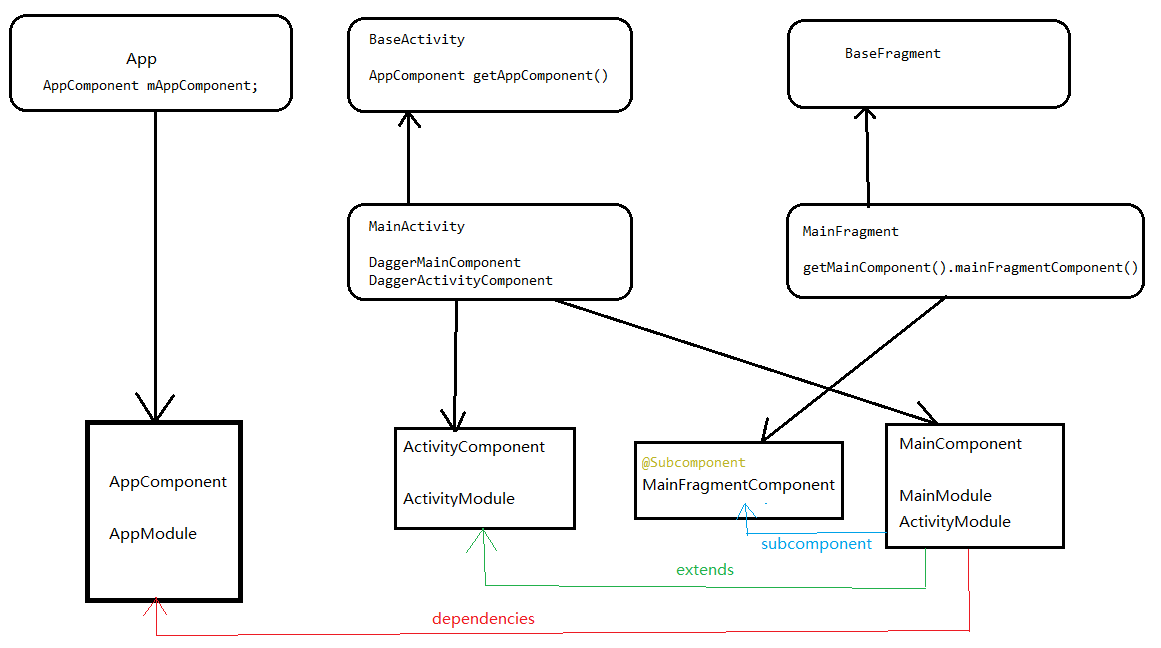 App
AppComponent mAppComponent;
BaseActivity
AppComponent getAppComponent()
BaseFragment
MainActivity
DaggerMainComponent
DaggerActivityComponent
MainFragment
getMainComponent().mainFragmentComponent()
AppComponent
AppModule
ActivityComponent
ActivityModule
@Subcomponent
MainFragmentComponent
MainComponent
MainModule
ActivityModule
subcomponent
extends
dependencies